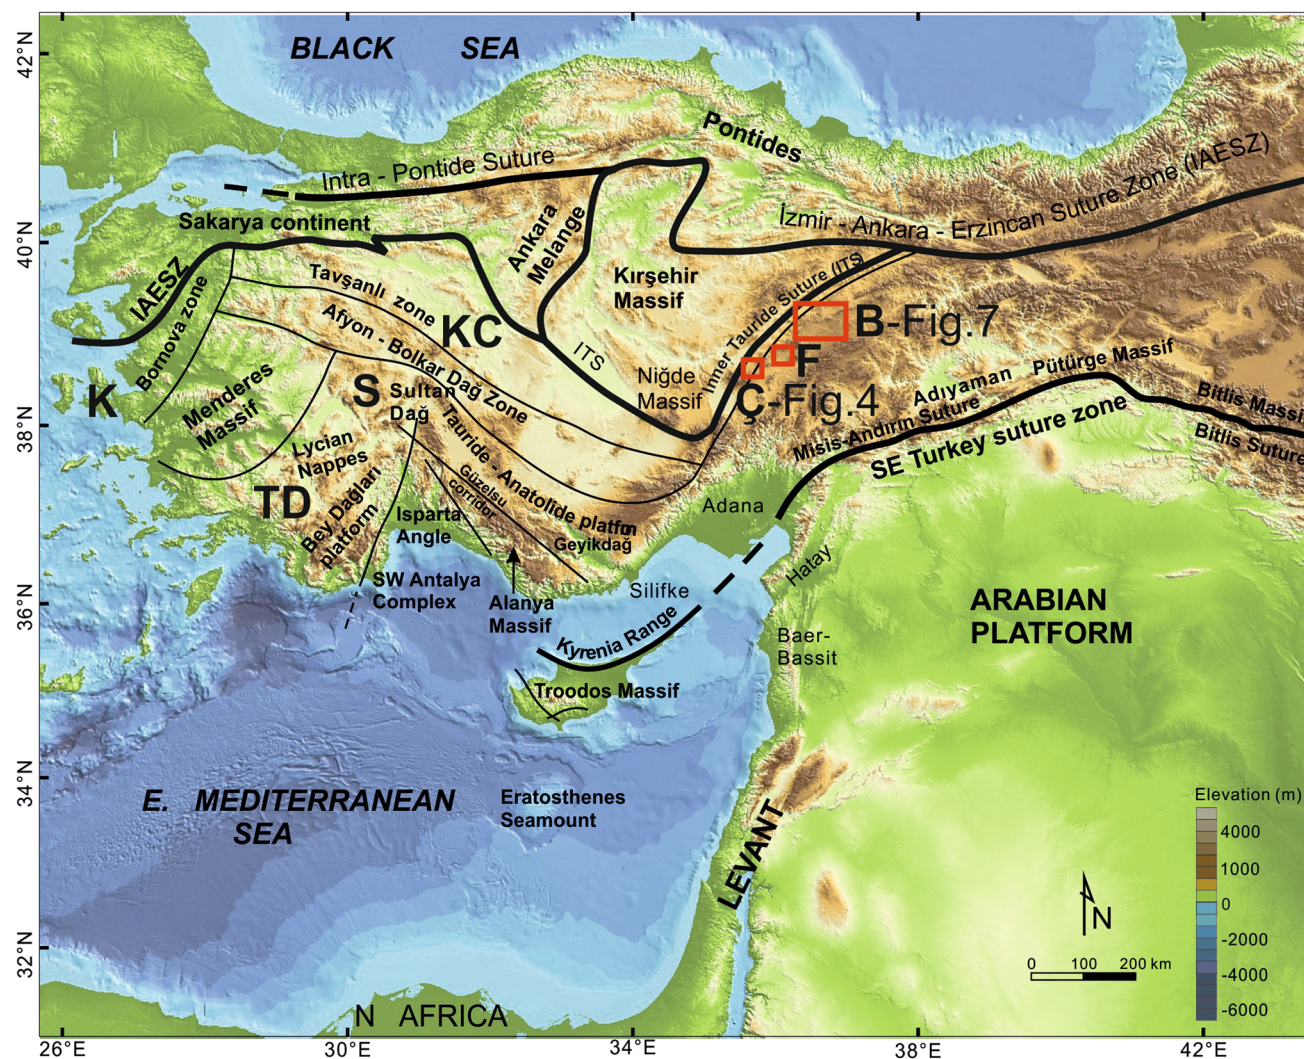 BLACK SEA
42°N
Pontides
Intra - Pontide Suture
İzmir - Ankara - Erzincan Suture Zone (IAESZ)
Sakarya continent
40°N
Ankara
Melange
IAESZ
Bornova zone
Tavşanlı zone
Kırşehir
Massif
Inner Tauride Suture (ITS)
KC
Afyon - Bolkar Dağ Zone
ITS
B-Fig.7
F
Niğde
Massif
Ç-Fig.4
K
Menderes
Massif
S
Sultan
Dağ
Adıyaman
Pütürge Massif
Bitlis Massi
Bitlis Suture
38°N
Misis-Andırın Suture
SE Turkey suture zone
Lycian
Nappes
Tauride - Anatolide platfm
Güzelsu
corridor
TD
Bey Dağları
platform
Isparta
Angle
Geyikdağ
Adana
Hatay
SW Antalya
Complex
Alanya
Massif
Silifke
36°N
Kyrenia Range
ARABIAN
PLATFORM
Baer-
Bassit
Troodos Massif
34°N
E. MEDITERRANEAN
SEA
Eratosthenes
Seamount
LEVANT
Elevation (m)
4000
1000
0
-2000
-4000
-6000
N
0 100 200 km
32°N
N AFRICA
26°E 30°E 34°E 38°E 42°E